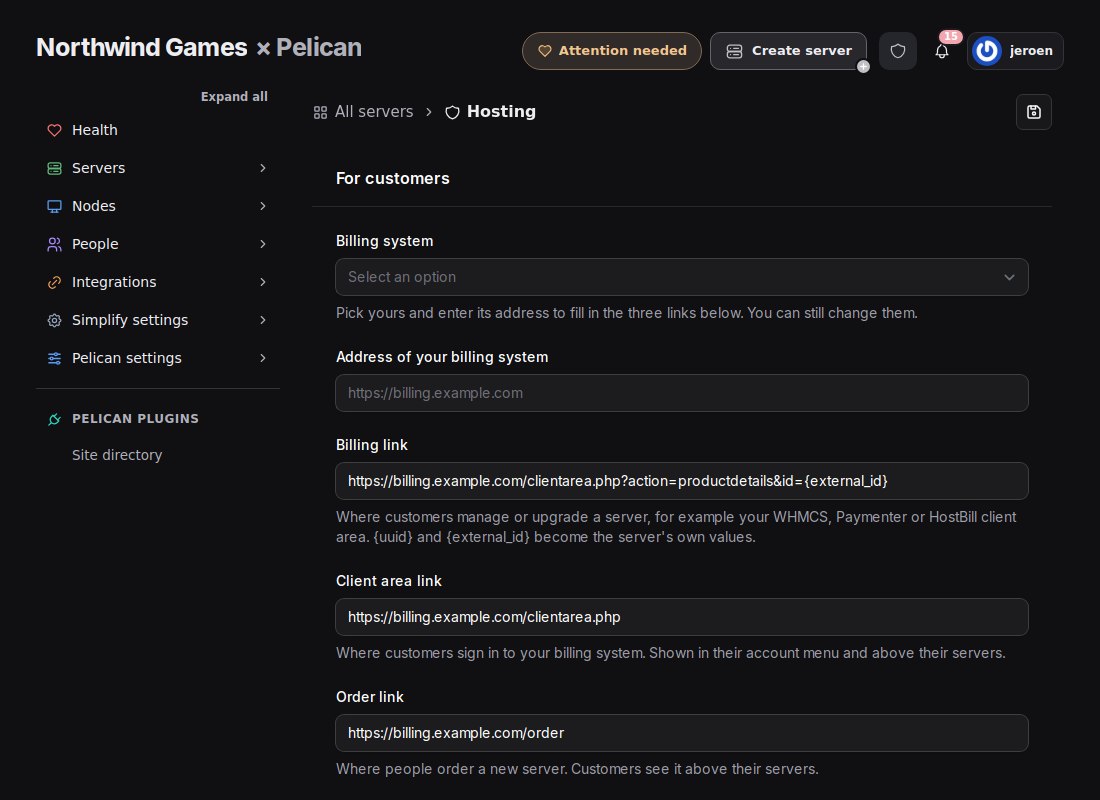 Northwind Games × Pelican
Attention needed
Create server
15
jeroen
Expand all
Health
Servers
Nodes
People
Integrations
Simplify settings
Pelican settings
PELICAN PLUGINS
Site directory
All servers
Hosting
For customers
Billing system
Select an option
Pick yours and enter its address to fill in the three links below. You can still change them.
Address of your billing system
https://billing.example.com
Billing link
https://billing.example.com/clientarea.php?action=productdetails&id={external_id}
Where customers manage or upgrade a server, for example your WHMCS, Paymenter or HostBill client
area. {uuid} and {external_id} become the server's own values.
Client area link
https://billing.example.com/clientarea.php
Where customers sign in to your billing system. Shown in their account menu and above their servers.
Order link
https://billing.example.com/order
Where people order a new server. Customers see it above their servers.